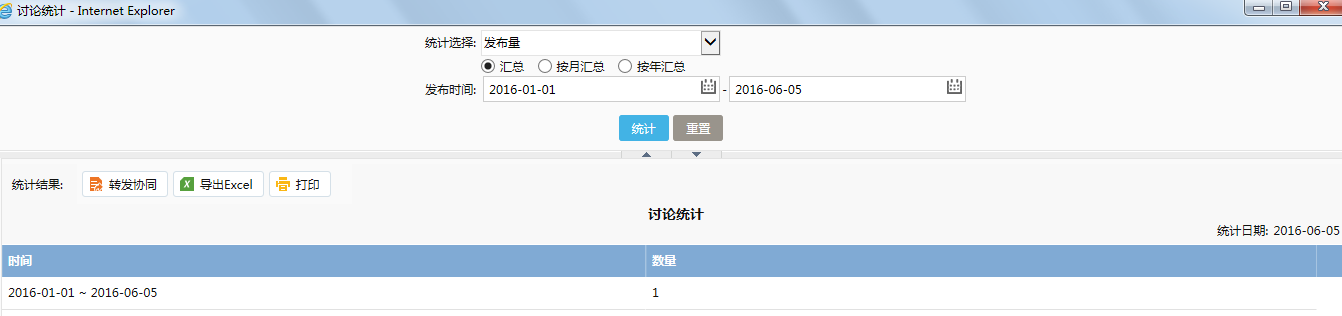 讨论统计 - Internet Explorer
统计选择: 发布量
汇总 按月汇总 按年汇总
发布时间: 2016-01-01 - 2016-06-05
统计 重置
统计结果: 转发协同 导出Excel 打印
讨论统计
统计日期: 2016-06-05
时间 数量
2016-01-01 ~ 2016-06-05 1